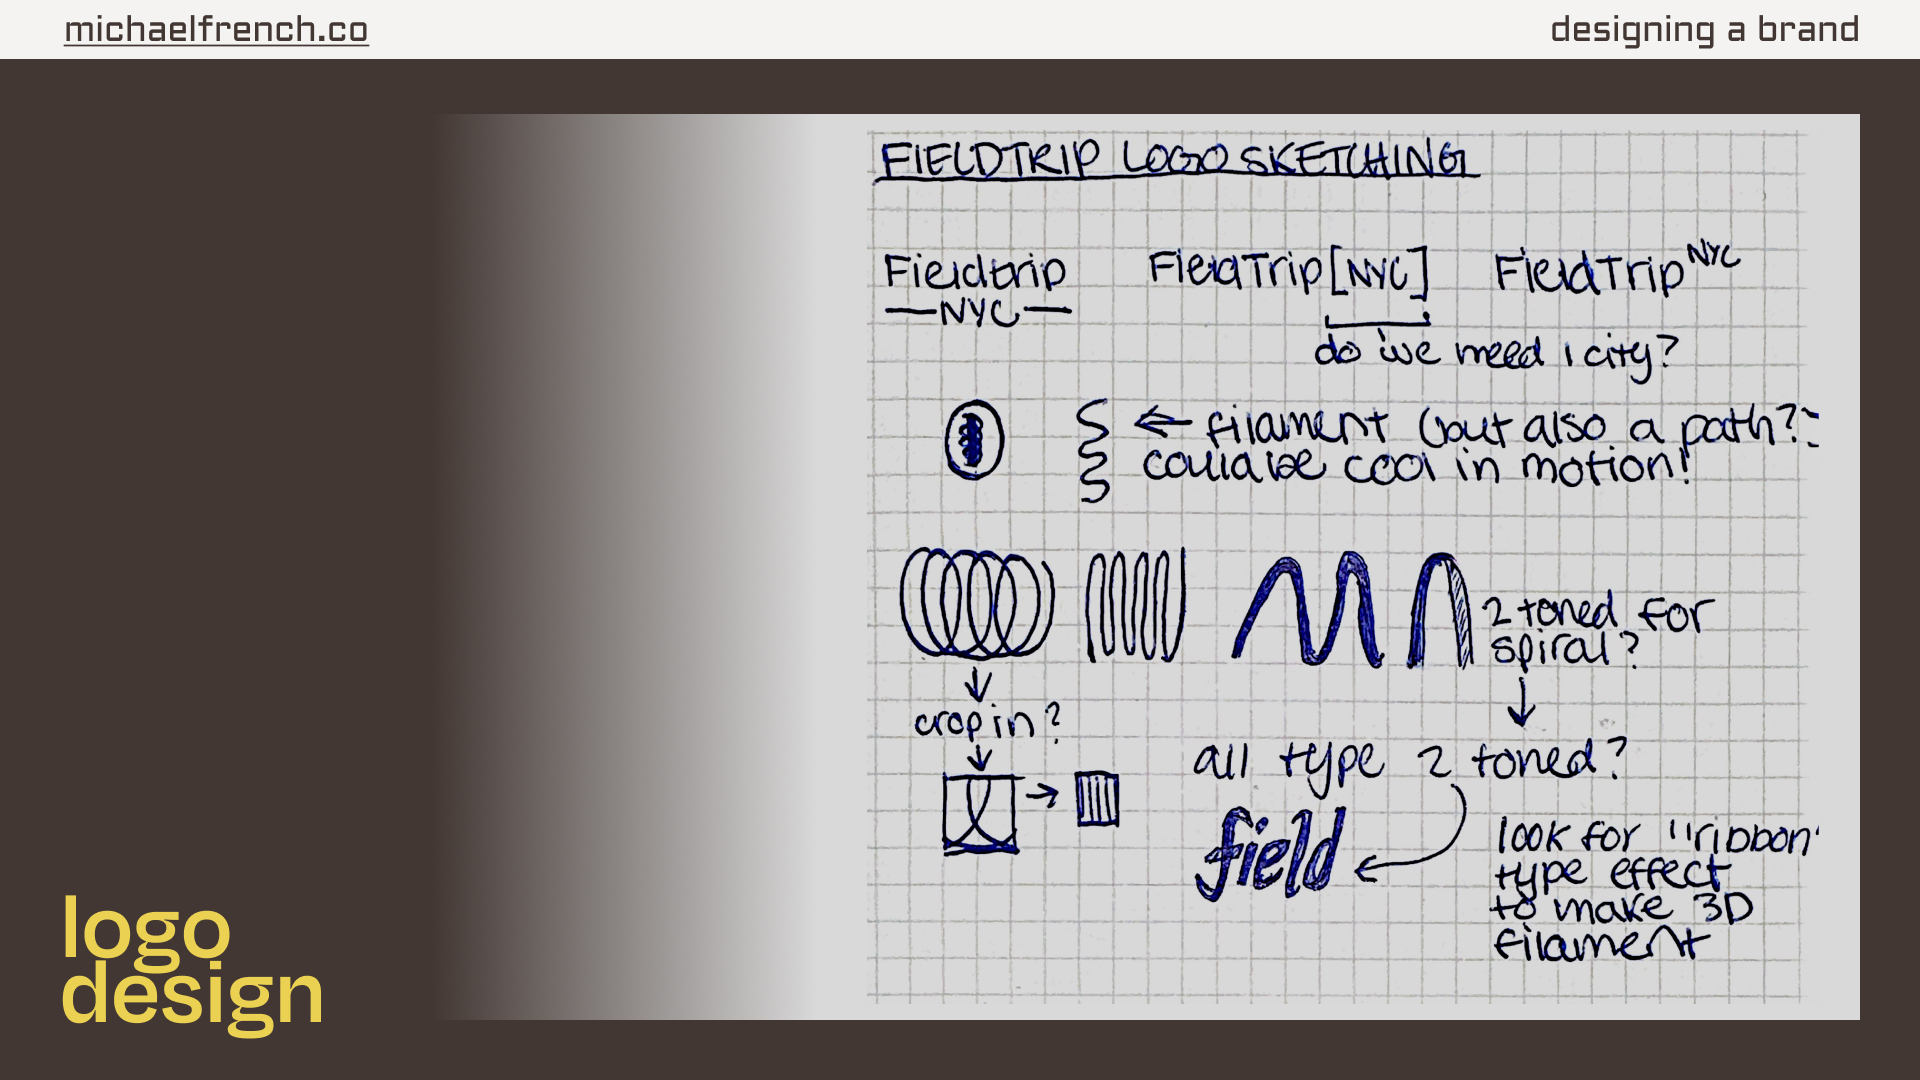 michaelfrench.co
designing a brand
FIELDTRIP LOGO SKETCHING
Fieldtrip
—NYC—
FieldTrip[NYC]
FieldTrip NYC
do we need 1 city?
← filament (but also a path?)
could be cool in motion!
2 toned for
spiral?
crop in?
all type 2 toned?
field
look for "ribbon"
type effect
to make 3D
filament
logo
design